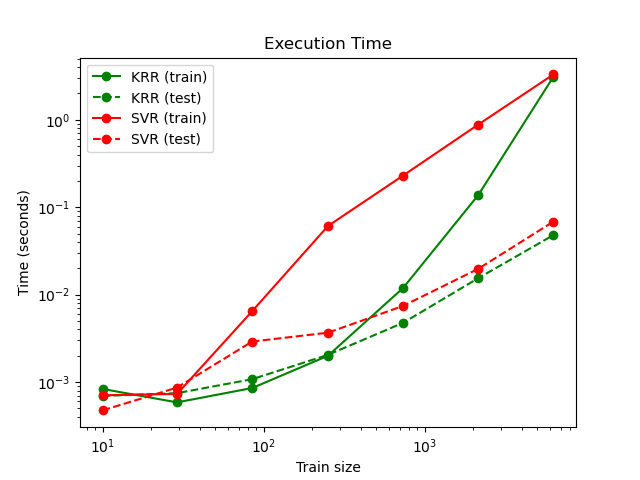 Execution Time
KRR (train)
KRR (test)
SVR (train)
SVR (test)
Time (seconds)
10⁰
10⁻¹
10⁻²
10⁻³
10¹
10²
10³
Train size